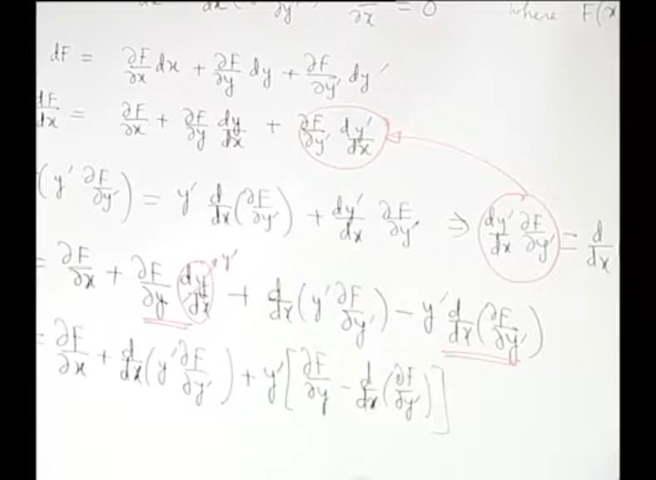 ∂x = 0 where F(x
dF = ∂F/∂x dx + ∂F/∂y dy + ∂F/∂y' dy'
dF/dx = ∂F/∂x + ∂F/∂y dy/dx + ∂F/∂y' dy'/dx
(y' ∂F/∂y') = y' d/dx(∂F/∂y') + dy'/dx ∂F/∂y' ⇒ dy'/dx ∂F/∂y' = d/dx
= ∂F/∂x + ∂F/∂y dy/dx y' + d/dx(y' ∂F/∂y') − y' d/dx(∂F/∂y')
= ∂F/∂x + d/dx(y' ∂F/∂y') + y'[∂F/∂y − d/dx(∂F/∂y')]